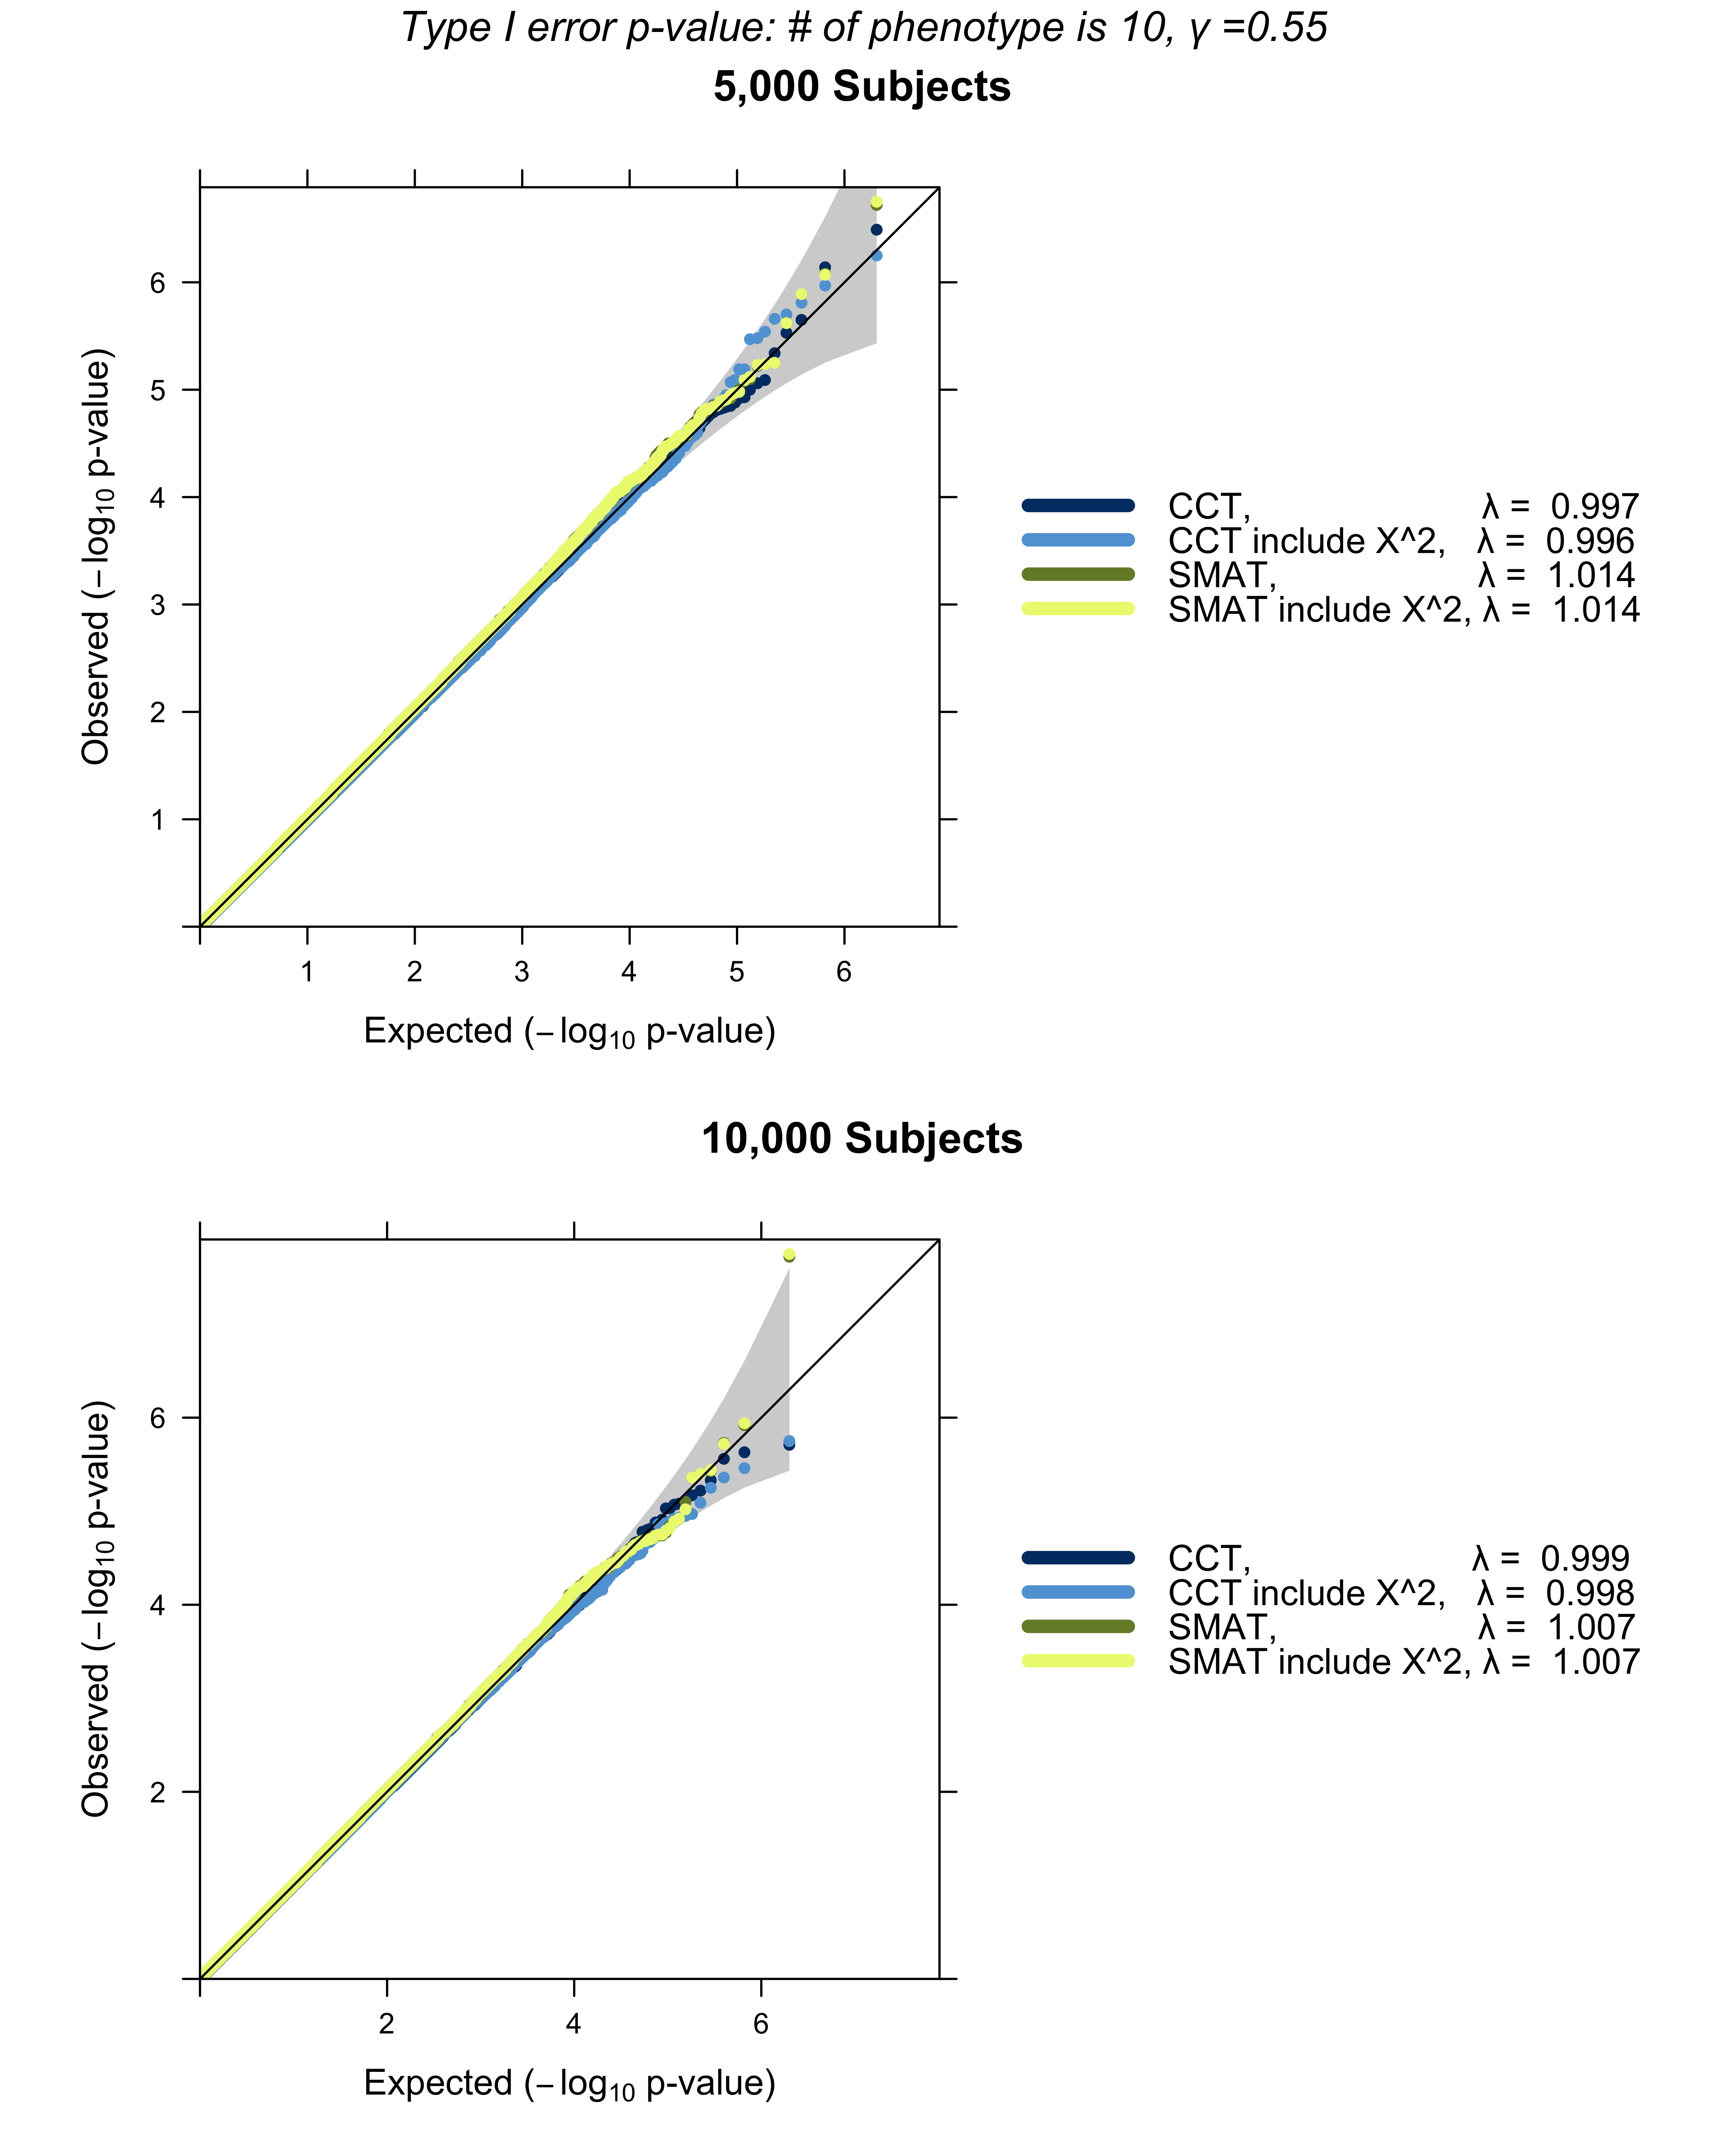 Type I error p-value: # of phenotype is 10, γ =0.55
5,000 Subjects
6
5
4
3
2
1
Observed (−log10 p-value)
1 2 3 4 5 6
Expected (−log10 p-value)
CCT, λ = 0.997
CCT include X^2, λ = 0.996
SMAT, λ = 1.014
SMAT include X^2, λ = 1.014
10,000 Subjects
6
4
2
Observed (−log10 p-value)
2 4 6
Expected (−log10 p-value)
CCT, λ = 0.999
CCT include X^2, λ = 0.998
SMAT, λ = 1.007
SMAT include X^2, λ = 1.007